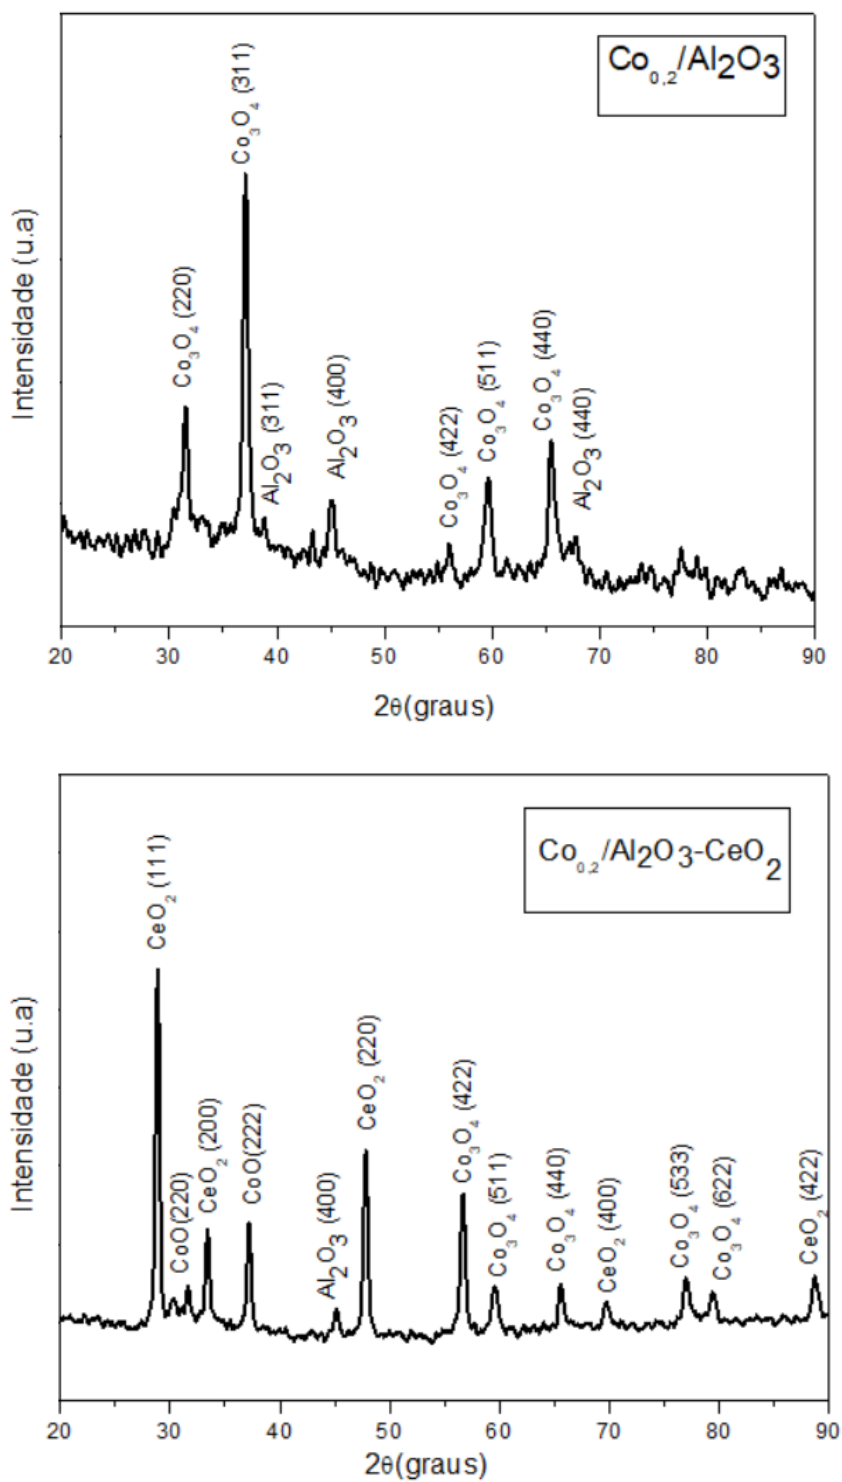 Co₀,₂/Al₂O₃
Intensidade (u.a)
Co₃O₄ (220)
Co₃O₄ (311)
Al₂O₃ (311)
Al₂O₃ (400)
Co₃O₄ (422)
Co₃O₄ (511)
Co₃O₄ (440)
Al₂O₃ (440)
20 30 40 50 60 70 80 90
2θ(graus)
Co₀,₂/Al₂O₃-CeO₂
Intensidade (u.a)
CeO₂ (111)
CoO(220)
CeO₂ (200)
CoO(222)
Al₂O₃ (400)
CeO₂ (220)
Co₃O₄ (422)
Co₃O₄ (511)
Co₃O₄ (440)
CeO₂ (400)
Co₃O₄ (533)
Co₃O₄ (622)
CeO₂ (422)
20 30 40 50 60 70 80 90
2θ(graus)